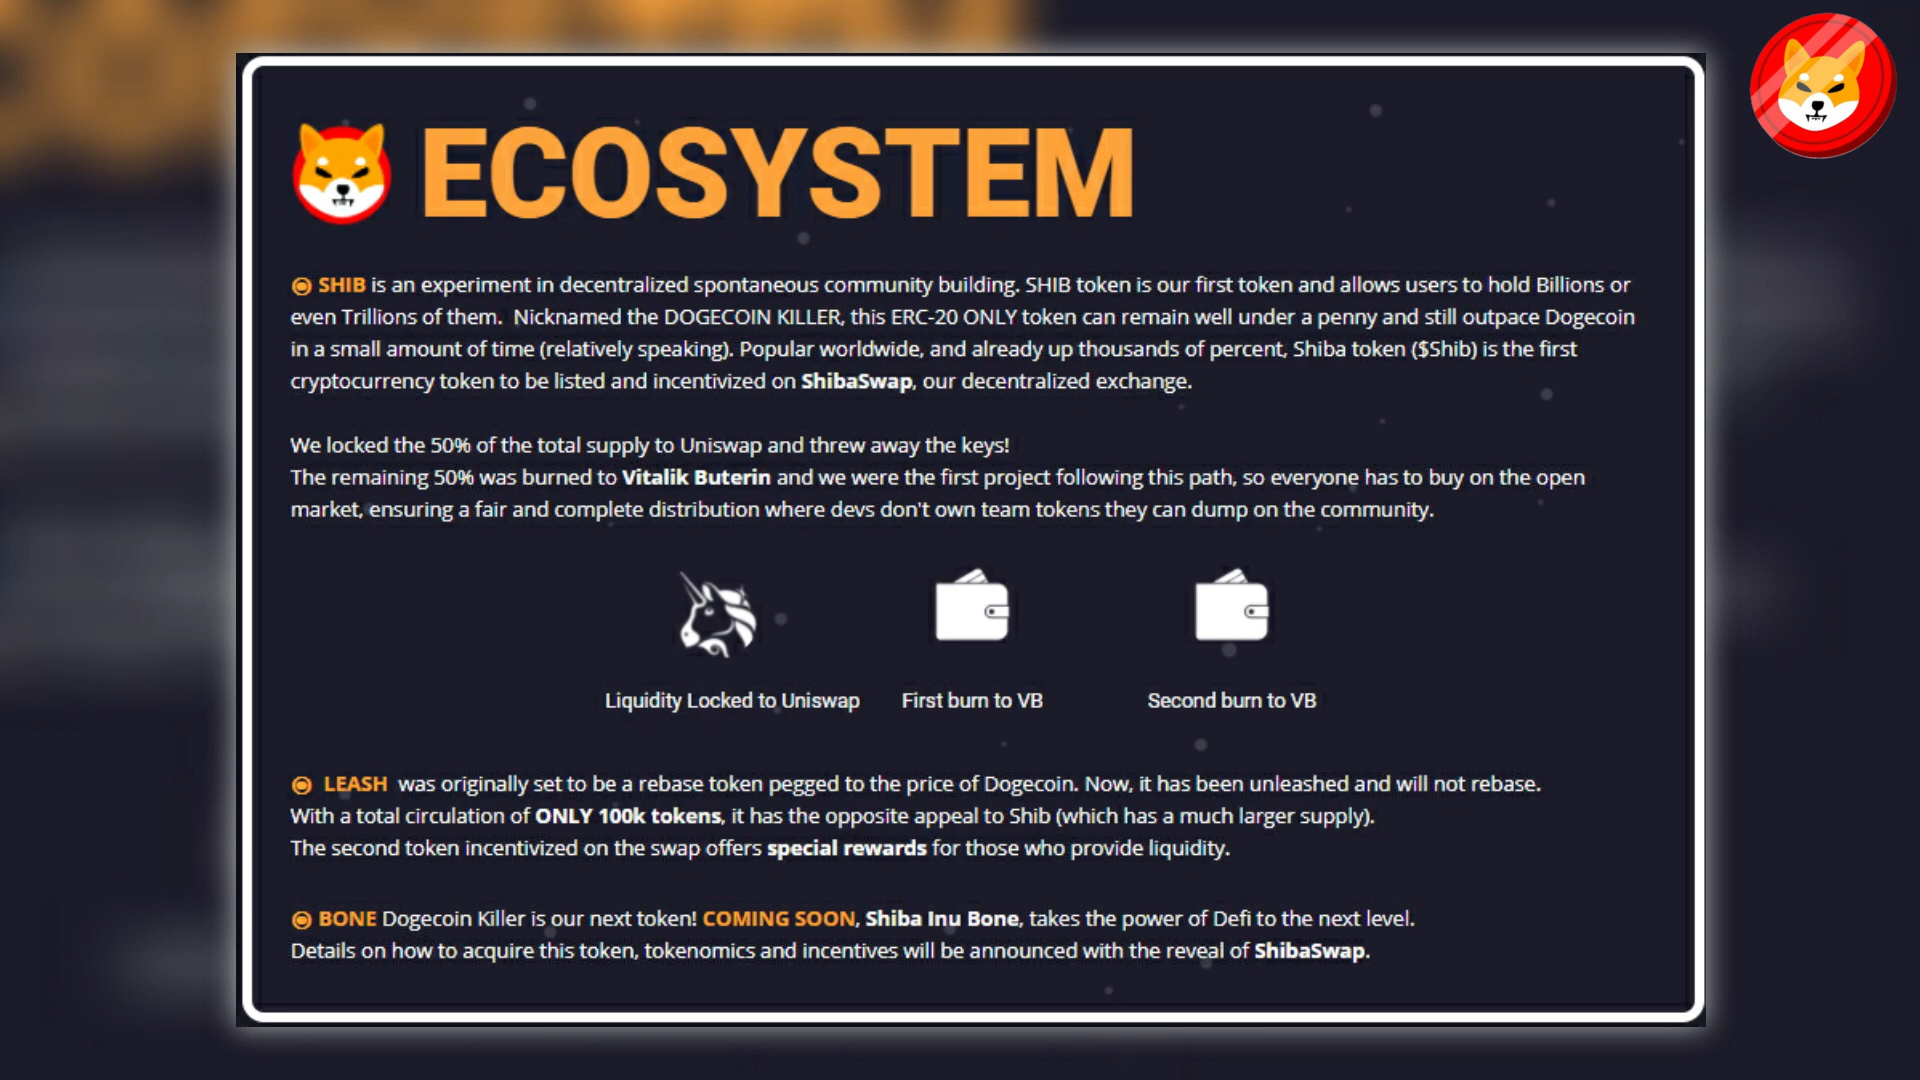 ECOSYSTEM
SHIB is an experiment in decentralized spontaneous community building. SHIB token is our first token and allows users to hold Billions or
even Trillions of them. Nicknamed the DOGECOIN KILLER, this ERC-20 ONLY token can remain well under a penny and still outpace Dogecoin
in a small amount of time (relatively speaking). Popular worldwide, and already up thousands of percent, Shiba token ($Shib) is the first
cryptocurrency token to be listed and incentivized on ShibaSwap, our decentralized exchange.
We locked the 50% of the total supply to Uniswap and threw away the keys!
The remaining 50% was burned to Vitalik Buterin and we were the first project following this path, so everyone has to buy on the open
market, ensuring a fair and complete distribution where devs don't own team tokens they can dump on the community.
Liquidity Locked to Uniswap First burn to VB Second burn to VB
LEASH was originally set to be a rebase token pegged to the price of Dogecoin. Now, it has been unleashed and will not rebase.
With a total circulation of ONLY 100k tokens, it has the opposite appeal to Shib (which has a much larger supply).
The second token incentivized on the swap offers special rewards for those who provide liquidity.
BONE Dogecoin Killer is our next token! COMING SOON, Shiba Inu Bone, takes the power of Defi to the next level.
Details on how to acquire this token, tokenomics and incentives will be announced with the reveal of ShibaSwap.